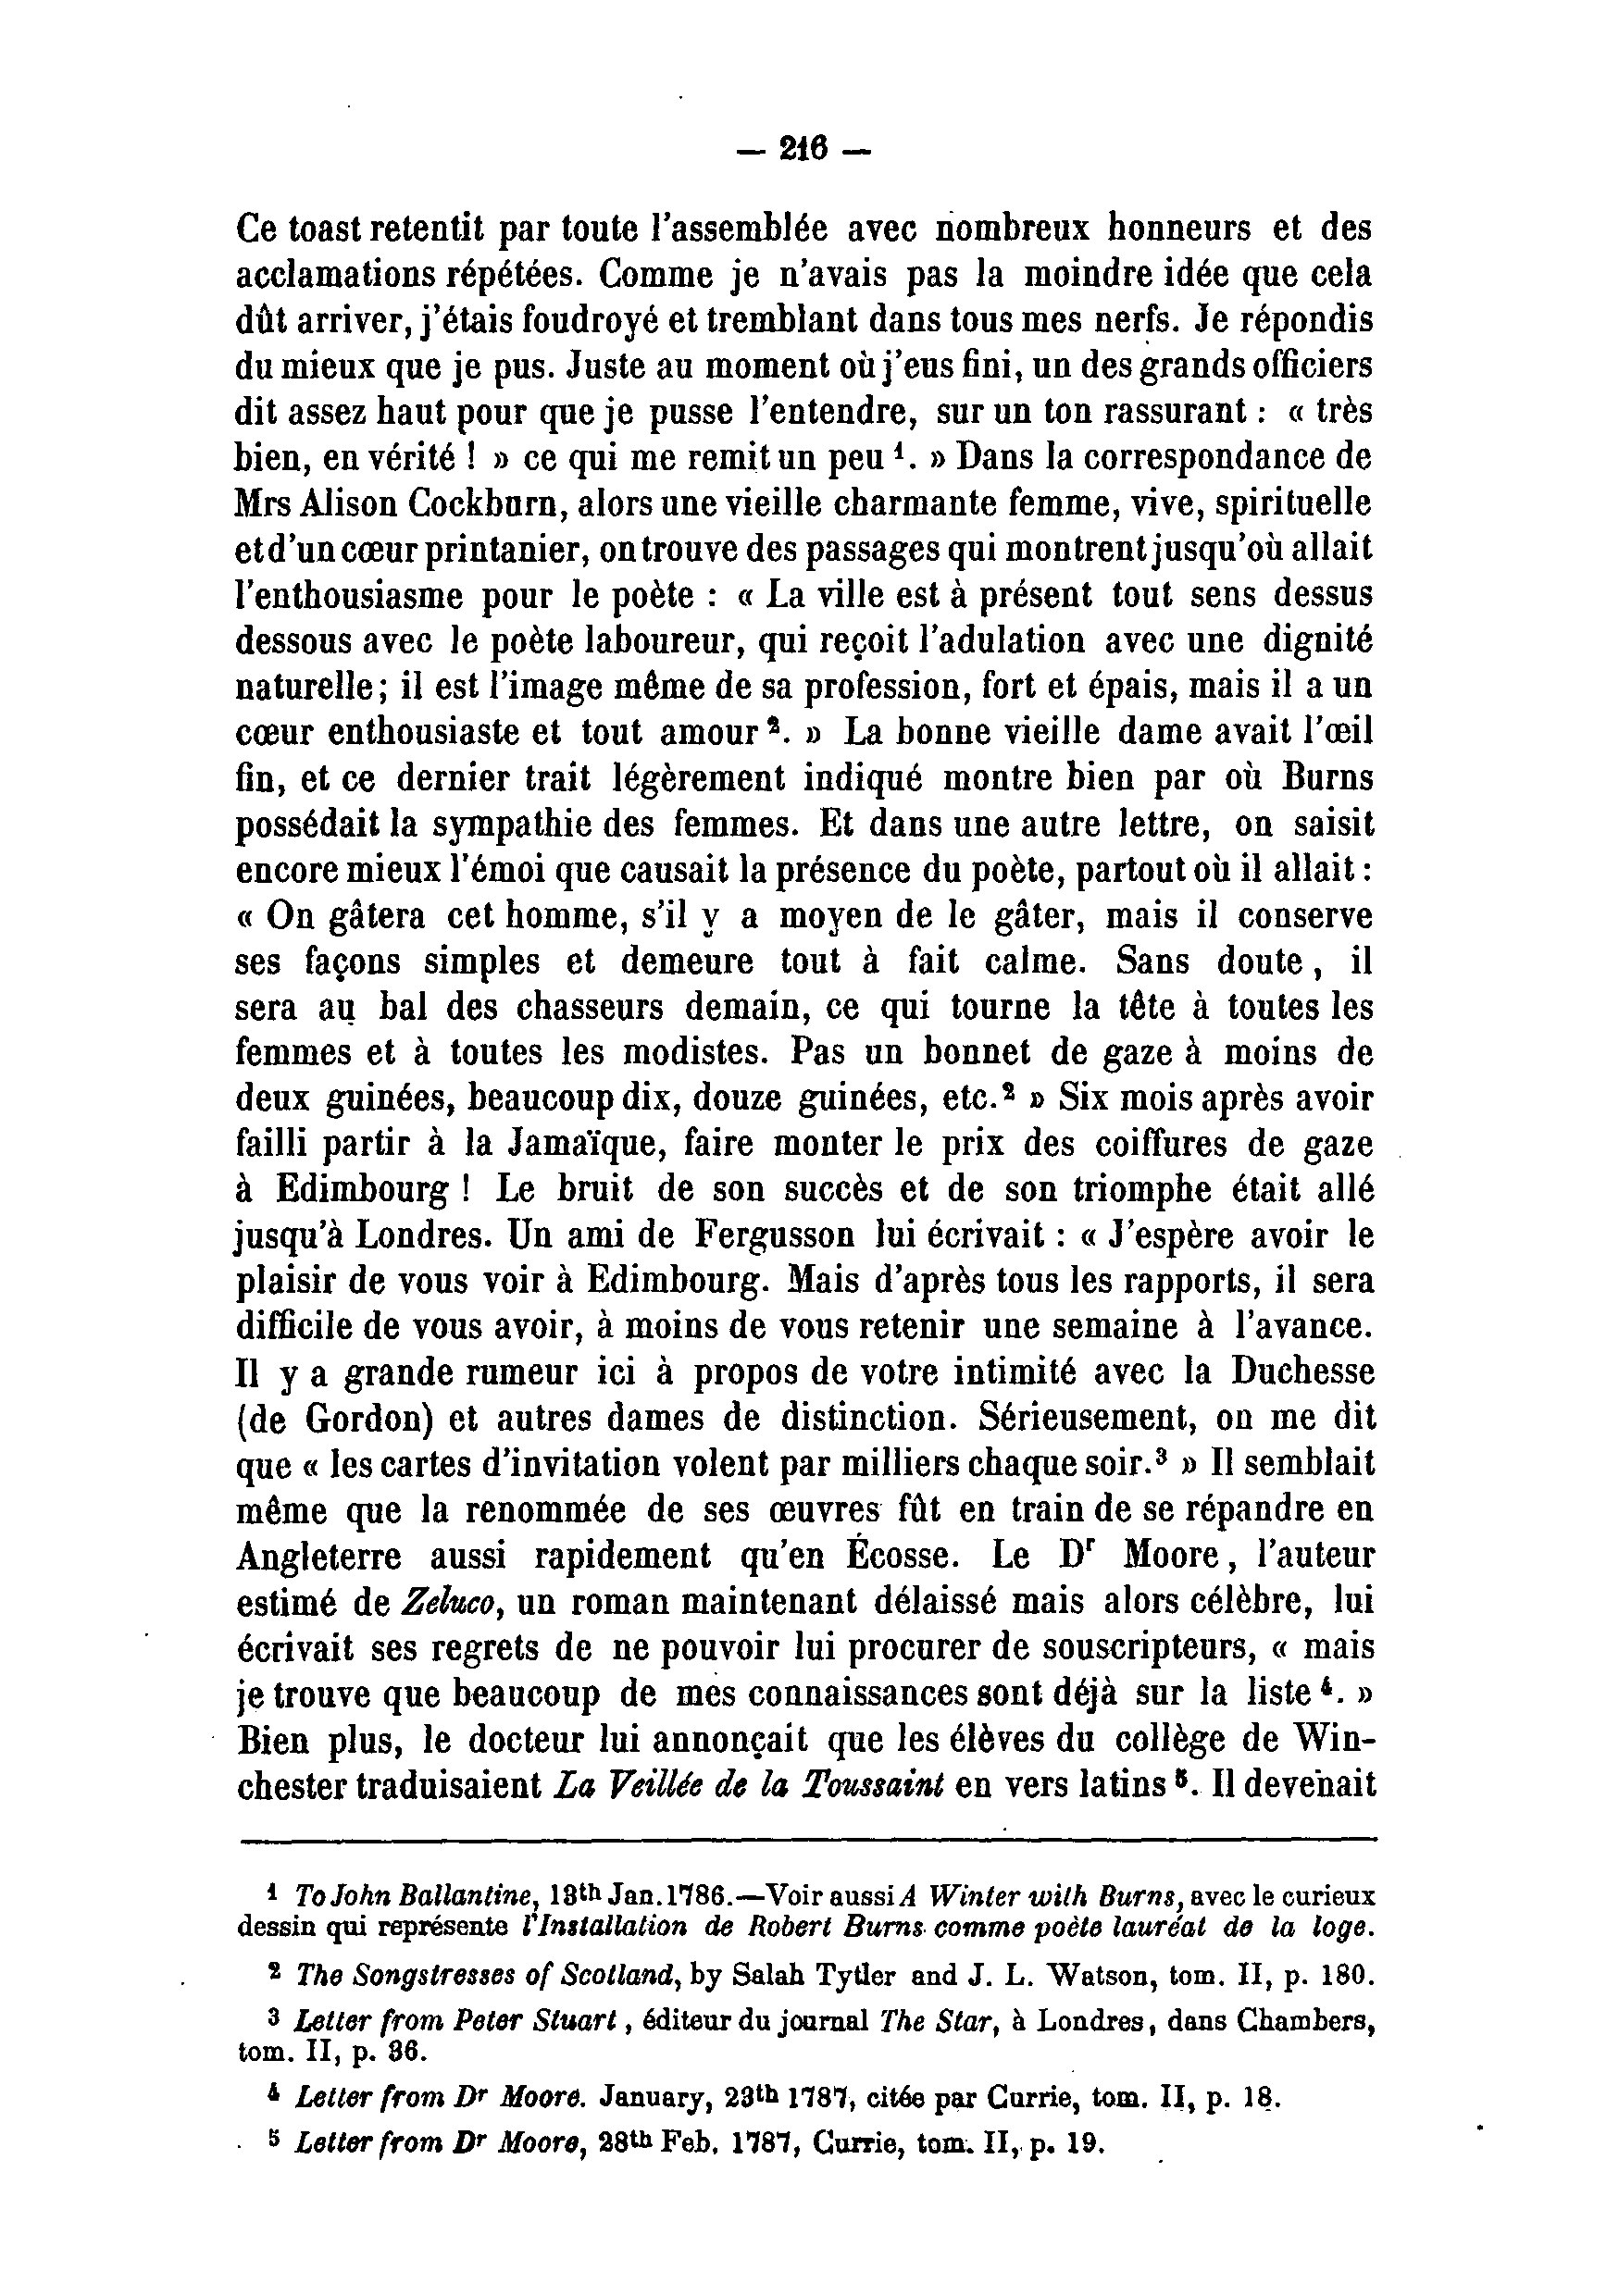 — 216 —
Ce toast retentit par toute l'assemblée avec nombreux honneurs et des
acclamations répétées. Comme je n'avais pas la moindre idée que cela
dût arriver, j'étais foudroyé et tremblant dans tous mes nerfs. Je répondis
du mieux que je pus. Juste au moment où j'eus fini, un des grands officiers
dit assez haut pour que je pusse l'entendre, sur un ton rassurant : « très
bien, en vérité ! » ce qui me remit un peu ¹. » Dans la correspondance de
Mrs Alison Cockburn, alors une vieille charmante femme, vive, spirituelle
et d'un cœur printanier, on trouve des passages qui montrent jusqu'où allait
l'enthousiasme pour le poète : « La ville est à présent tout sens dessus
dessous avec le poète laboureur, qui reçoit l'adulation avec une dignité
naturelle; il est l'image même de sa profession, fort et épais, mais il a un
cœur enthousiaste et tout amour ². » La bonne vieille dame avait l'œil
fin, et ce dernier trait légèrement indiqué montre bien par où Burns
possédait la sympathie des femmes. Et dans une autre lettre, on saisit
encore mieux l'émoi que causait la présence du poète, partout où il allait :
« On gâtera cet homme, s'il y a moyen de le gâter, mais il conserve
ses façons simples et demeure tout à fait calme. Sans doute, il
sera au bal des chasseurs demain, ce qui tourne la tête à toutes les
femmes et à toutes les modistes. Pas un bonnet de gaze à moins de
deux guinées, beaucoup dix, douze guinées, etc.² » Six mois après avoir
failli partir à la Jamaïque, faire monter le prix des coiffures de gaze
à Edimbourg ! Le bruit de son succès et de son triomphe était allé
jusqu'à Londres. Un ami de Fergusson lui écrivait : « J'espère avoir le
plaisir de vous voir à Edimbourg. Mais d'après tous les rapports, il sera
difficile de vous avoir, à moins de vous retenir une semaine à l'avance.
Il y a grande rumeur ici à propos de votre intimité avec la Duchesse
(de Gordon) et autres dames de distinction. Sérieusement, on me dit
que « les cartes d'invitation volent par milliers chaque soir.³ » Il semblait
même que la renommée de ses œuvres fût en train de se répandre en
Angleterre aussi rapidement qu'en Écosse. Le Dʳ Moore, l'auteur
estimé de Zeluco, un roman maintenant délaissé mais alors célèbre, lui
écrivait ses regrets de ne pouvoir lui procurer de souscripteurs, « mais
je trouve que beaucoup de mes connaissances sont déjà sur la liste ⁴. »
Bien plus, le docteur lui annonçait que les élèves du collège de Win-
chester traduisaient La Veillée de la Toussaint en vers latins ⁵. Il devenait
¹ To John Ballantine, 13th Jan. 1786.—Voir aussi A Winter with Burns, avec le curieux
dessin qui représente l'Installation de Robert Burns comme poète lauréat de la loge.
² The Songstresses of Scotland, by Salah Tytler and J. L. Watson, tom. II, p. 180.
3 Letter from Peter Stuart, éditeur du journal The Star, à Londres, dans Chambers,
tom. II, p. 36.
⁴ Letter from Dʳ Moore. January, 23th 1787, citée par Currie, tom. II, p. 18.
⁵ Letter from Dʳ Moore, 28th Feb. 1787, Currie, tom. II, p. 19.